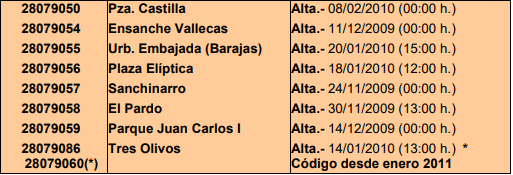 28079050 Pza. Castilla Alta.- 08/02/2010 (00:00 h.)
28079054 Ensanche Vallecas Alta.- 11/12/2009 (00:00 h.)
28079055 Urb. Embajada (Barajas) Alta.- 20/01/2010 (15:00 h.)
28079056 Plaza Elíptica Alta.- 18/01/2010 (12:00 h.)
28079057 Sanchinarro Alta.- 24/11/2009 (00:00 h.)
28079058 El Pardo Alta.- 30/11/2009 (13:00 h.)
28079059 Parque Juan Carlos I Alta.- 14/12/2009 (00:00 h.)
28079086 Tres Olivos Alta.- 14/01/2010 (13:00 h.) *
28079060(*) Código desde enero 2011